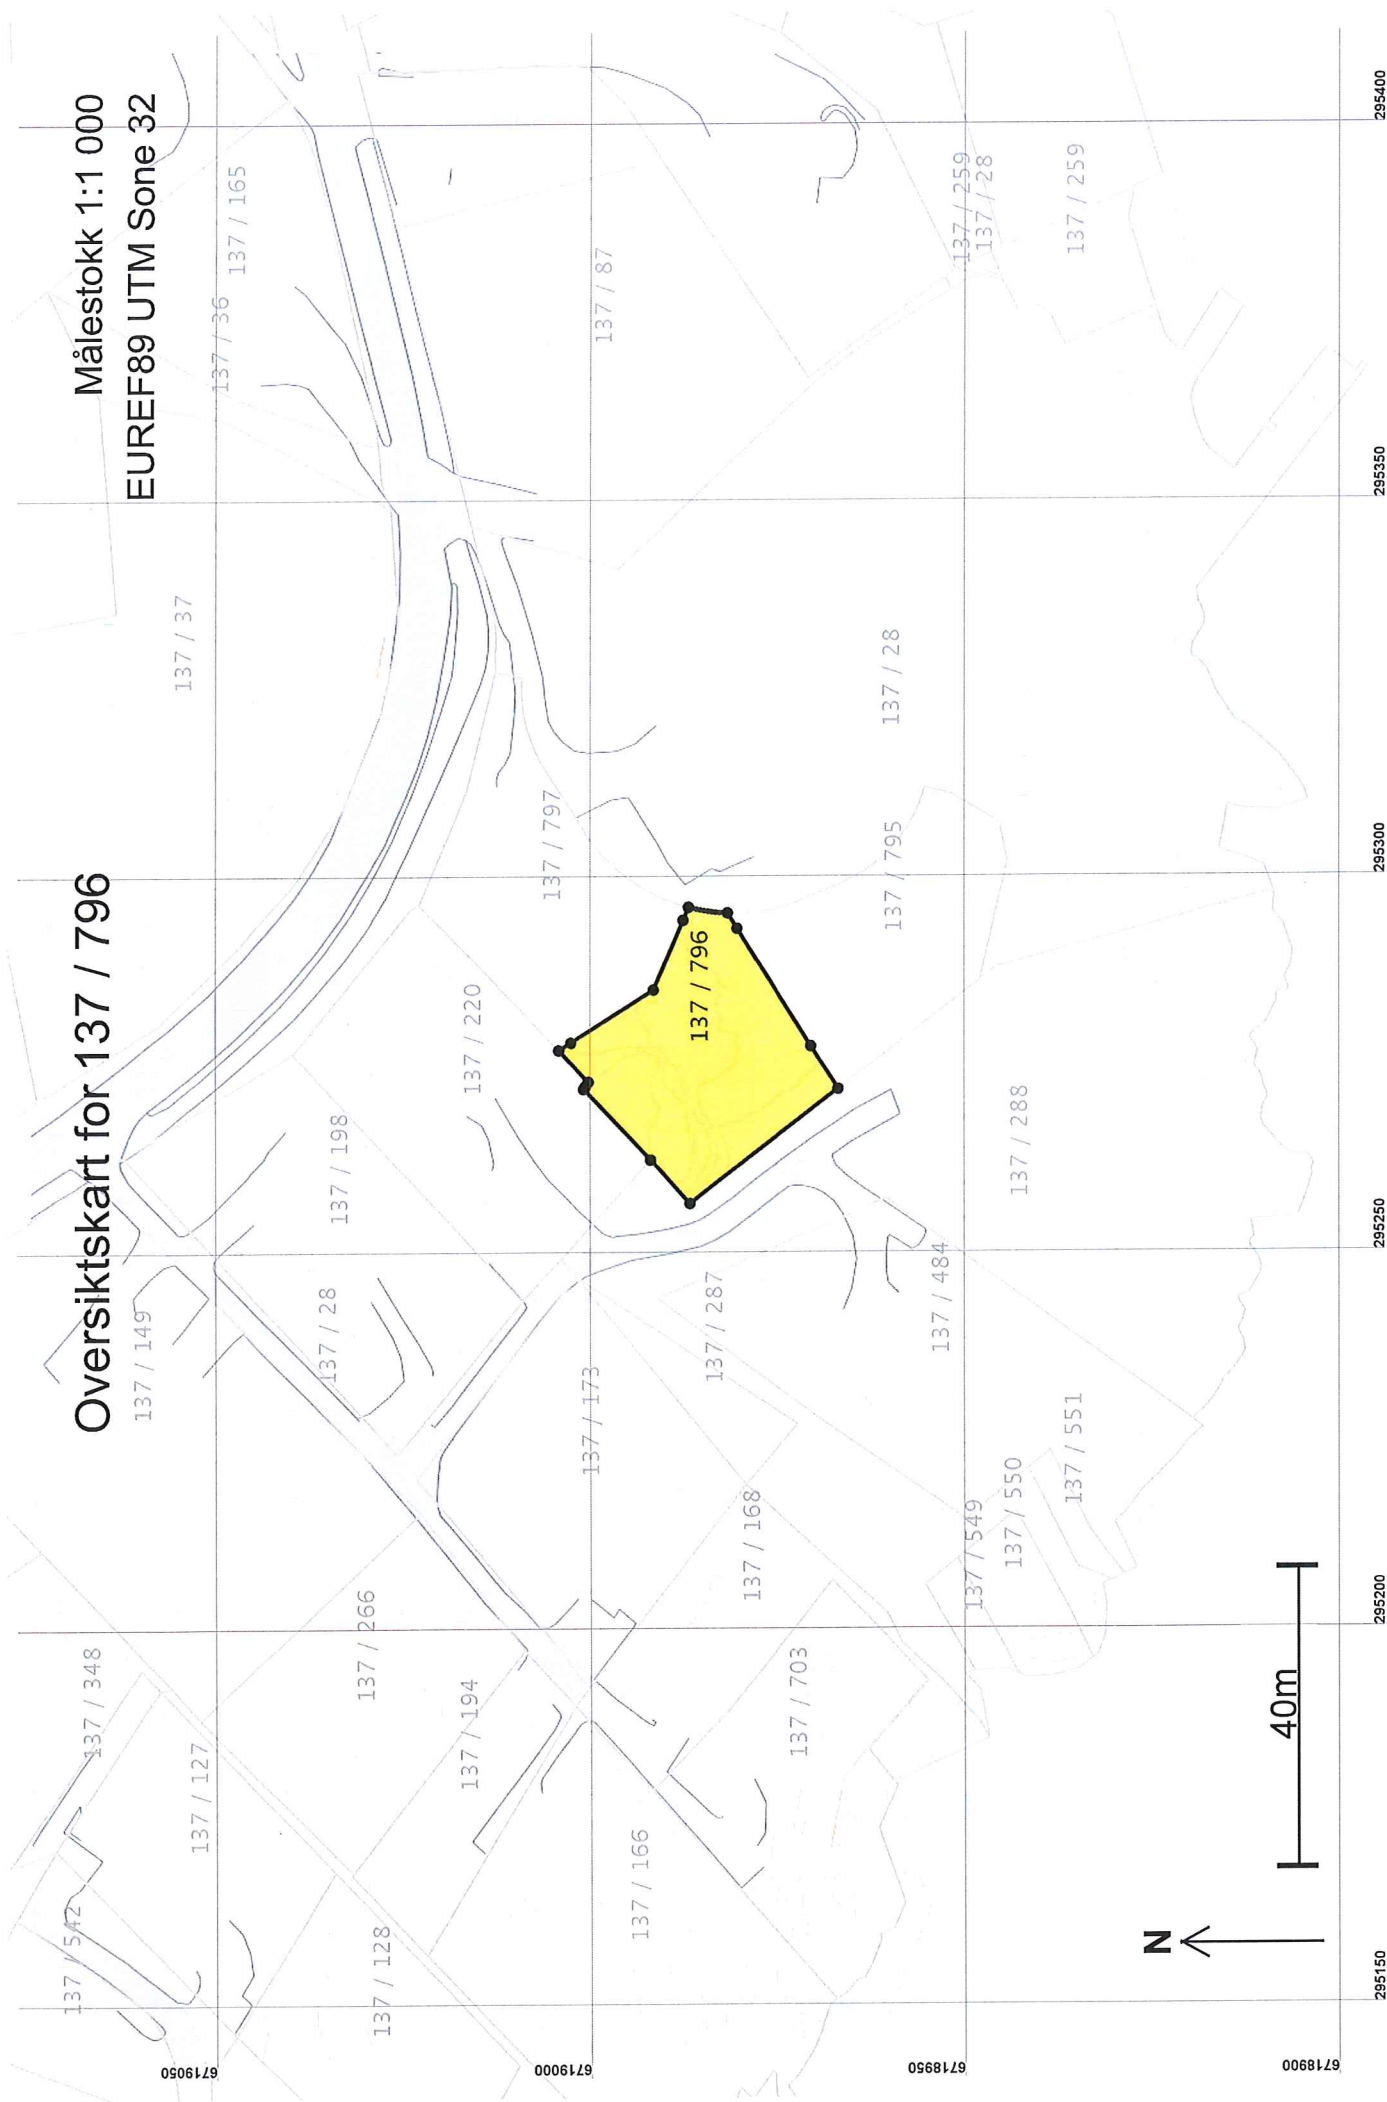 Oversiktskart for 137 / 796
Målestokk 1:1 000
EUREF89 UTM Sone 32
137 / 542
137 / 348
137 / 149
137 / 37
137 / 127
137 / 36
137 / 165
137 / 128
137 / 266
137 / 28
137 / 198
137 / 194
137 / 220
137 / 797
137 / 87
137 / 166
137 / 173
137 / 287
137 / 796
137 / 703
137 / 168
137 / 795
137 / 28
137 / 484
137 / 549
137 / 550
137 / 551
137 / 288
137 / 259
137 / 28
137 / 259
N
40m
6719050
6719000
6718950
6718900
295150
295200
295250
295300
295350
295400